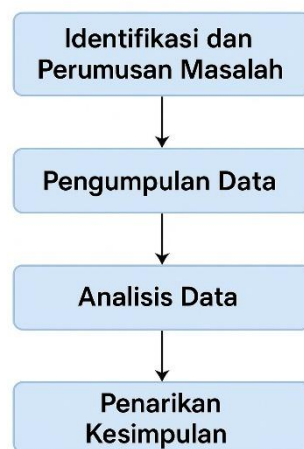 Identifikasi dan
Perumusan Masalah
Pengumpulan Data
Analisis Data
Penarikan
Kesimpulan